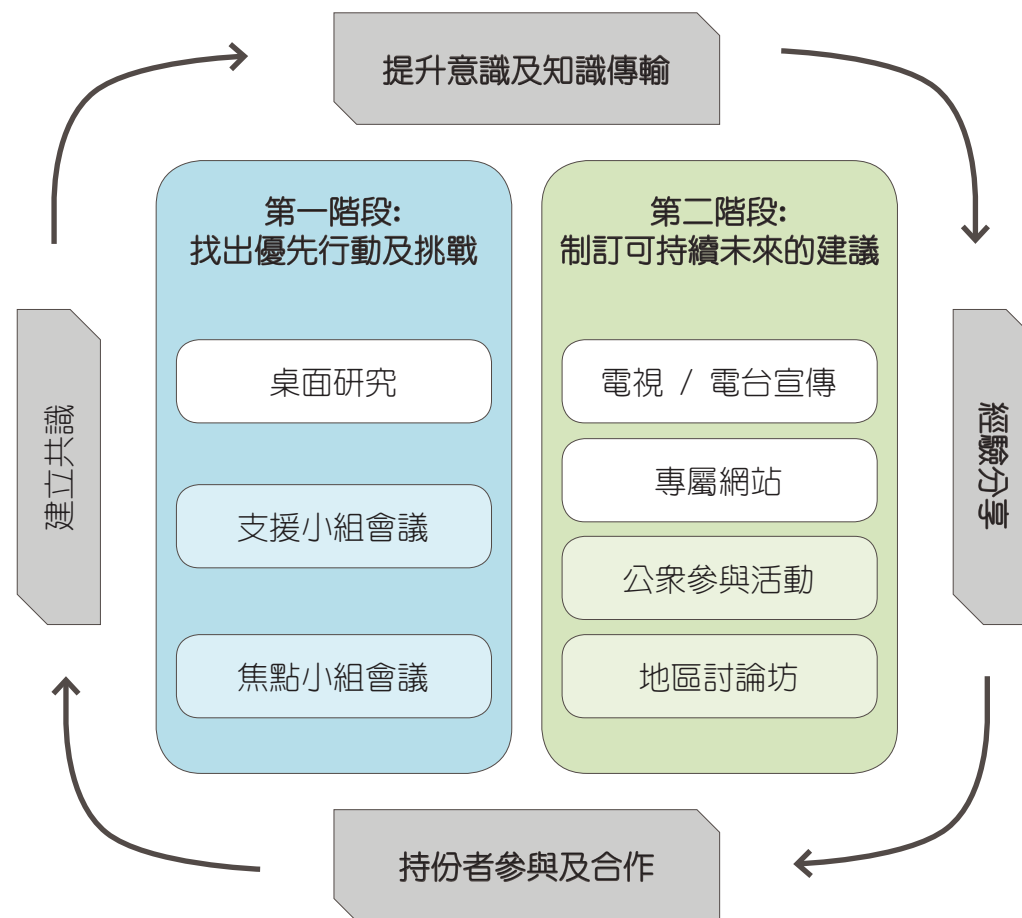 提升意識及知識傳輸
第一階段:
找出優先行動及挑戰
桌面研究
支援小組會議
焦點小組會議
第二階段:
制訂可持續未來的建議
電視 / 電台宣傳
專屬網站
公眾參與活動
地區討論坊
建立共識
經驗分享
持份者參與及合作